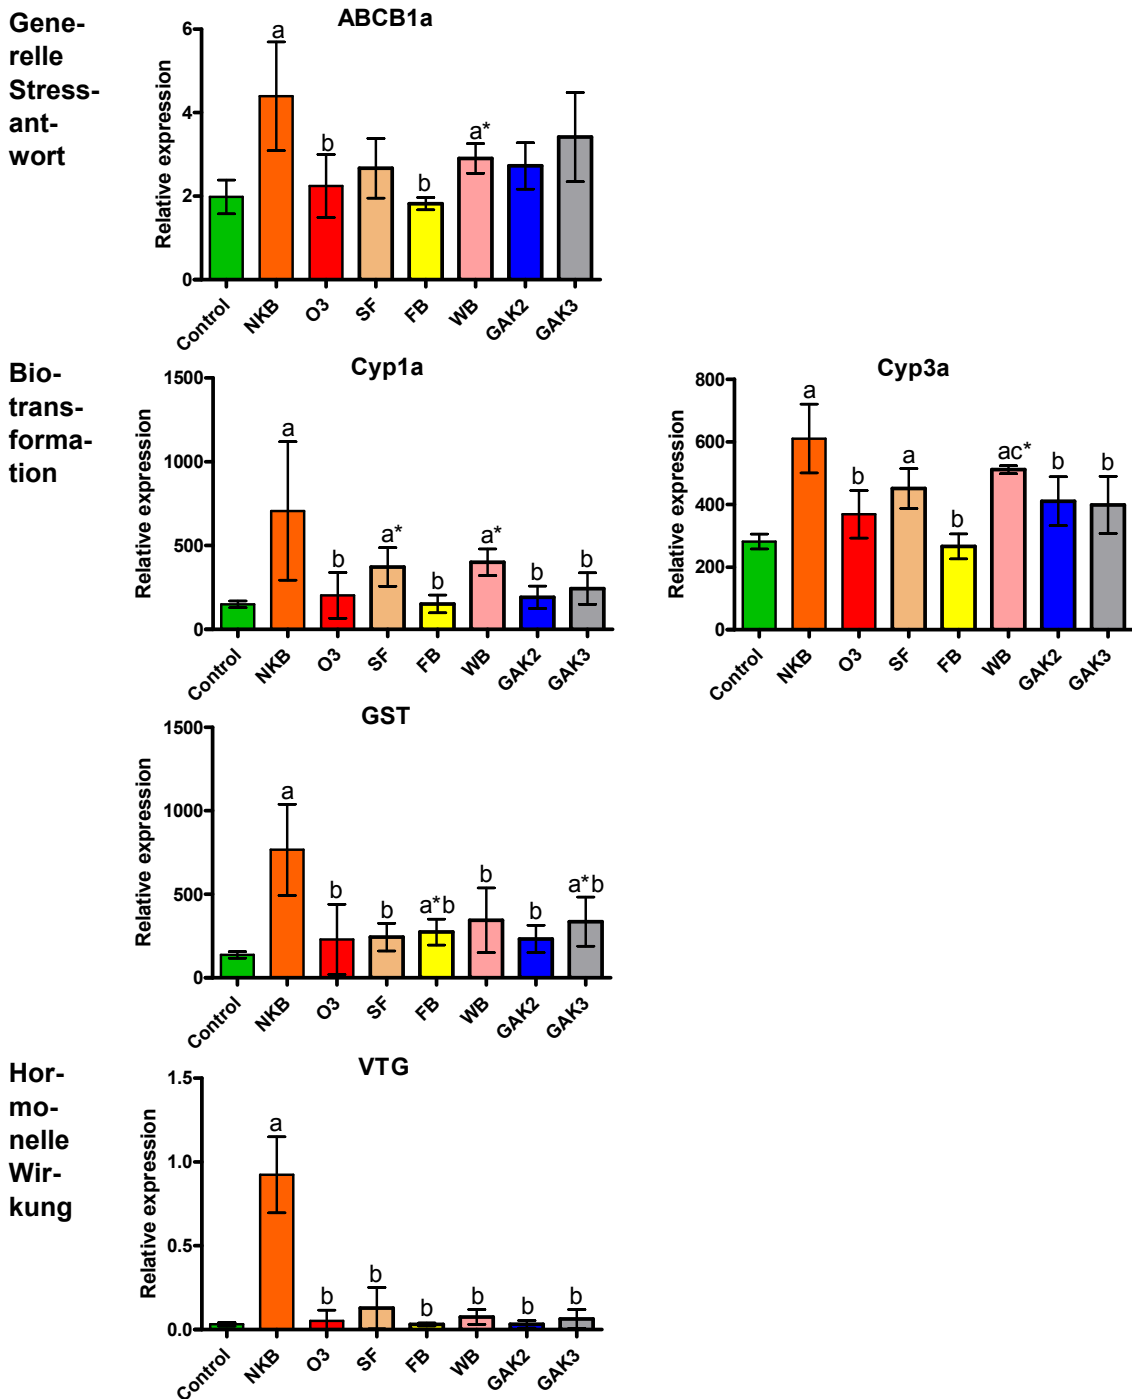 Gene-
relle
Stress-
ant-
wort
ABCB1a
Relative expression
6
4
2
0
a
b
b
a*
Control
NKB
O3
SF
FB
WB
GAK2
GAK3
Bio-
trans-
forma-
tion
Cyp1a
Relative expression
1500
1000
500
0
a
b
a*
b
a*
b
b
Control
NKB
O3
SF
FB
WB
GAK2
GAK3
Cyp3a
Relative expression
800
600
400
200
0
a
b
a
b
ac*
b
b
Control
NKB
O3
SF
FB
WB
GAK2
GAK3
GST
Relative expression
1500
1000
500
0
a
b
b
a*b
b
b
a*b
Control
NKB
O3
SF
FB
WB
GAK2
GAK3
Hor-
mo-
nelle
Wir-
kung
VTG
Relative expression
1.5
1.0
0.5
0.0
a
b
b
b
b
b
b
Control
NKB
O3
SF
FB
WB
GAK2
GAK3